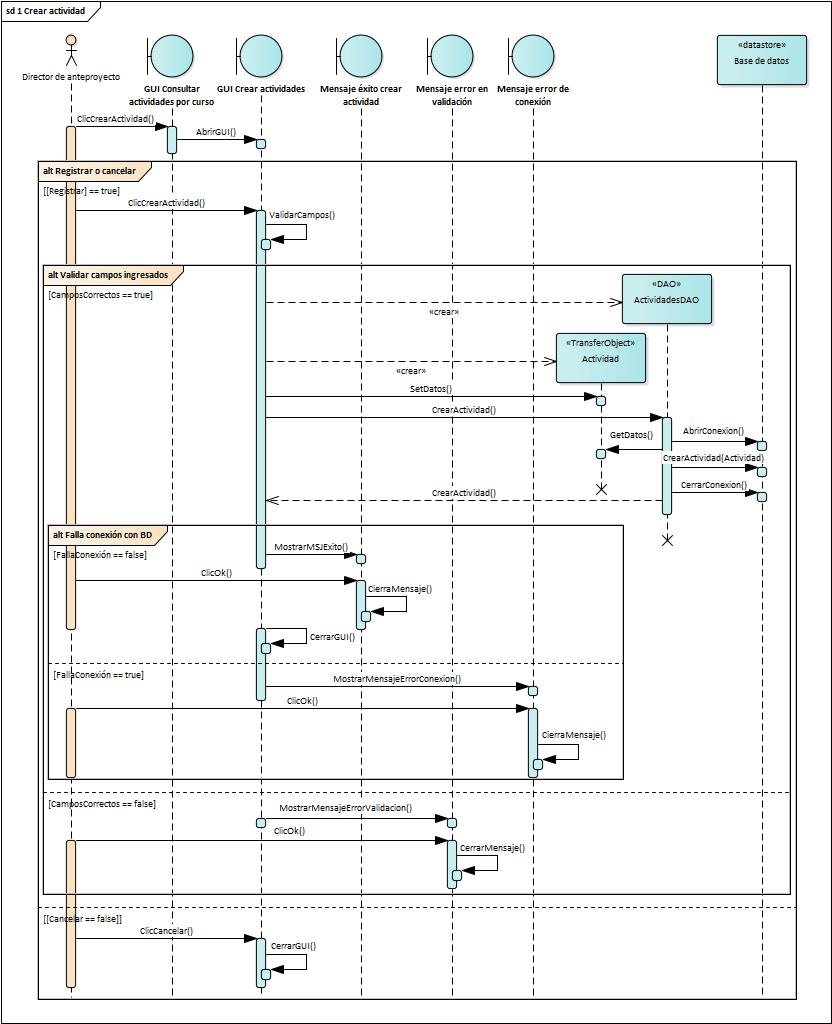 sd 1 Crear actividad
«datastore»
Base de datos
Director de anteproyecto
GUI Consultar
actividades por curso
GUI Crear actividades
Mensaje éxito crear
actividad
Mensaje error en
validación
Mensaje error de
conexión
ClicCrearActividad()
AbrirGUI()
alt Registrar o cancelar
[[Registrar] == true]
ClicCrearActividad()
ValidarCampos()
alt Validar campos ingresados
[CamposCorrectos == true]
«DAO»
ActividadesDAO
«crear»
«TransferObject»
Actividad
«crear»
SetDatos()
CrearActividad()
AbrirConexion()
GetDatos()
CrearActividad(Actividad)
CerrarConexion()
CrearActividad()
alt Falla conexión con BD
[FallaConexión == false]
MostrarMSJExito()
ClicOk()
CierraMensaje()
CerrarGUI()
[FallaConexión == true]
MostrarMensajeErrorConexion()
ClicOk()
CierraMensaje()
[CamposCorrectos == false]
MostrarMensajeErrorValidacion()
ClicOk()
CerrarMensaje()
[[Cancelar == false]]
ClicCancelar()
CerrarGUI()